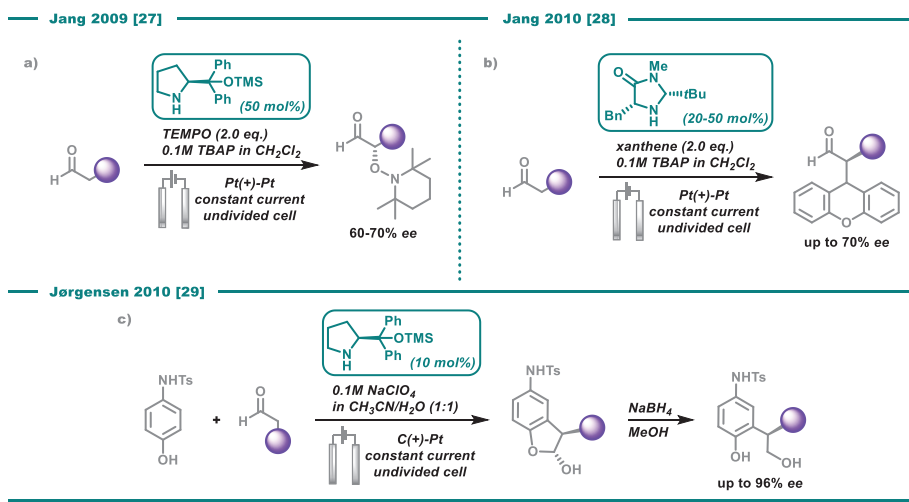 Jang 2009 [27]
Jang 2010 [28]
a)
Ph
OTMS
Ph
N
H
(50 mol%)
TEMPO (2.0 eq.)
0.1M TBAP in CH2Cl2
Pt(+)-Pt
constant current
undivided cell
O
H
O
H
O
N
60-70% ee
b)
Me
O
N
tBu
N
H
Bn
(20-50 mol%)
xanthene (2.0 eq.)
0.1M TBAP in CH2Cl2
Pt(+)-Pt
constant current
undivided cell
O
H
O
H
O
up to 70% ee
Jørgensen 2010 [29]
c)
Ph
OTMS
Ph
N
H
(10 mol%)
0.1M NaClO4
in CH3CN/H2O (1:1)
C(+)-Pt
constant current
undivided cell
NHTs
OH
+
O
H
NHTs
O
OH
NaBH4
MeOH
NHTs
OH
OH
up to 96% ee